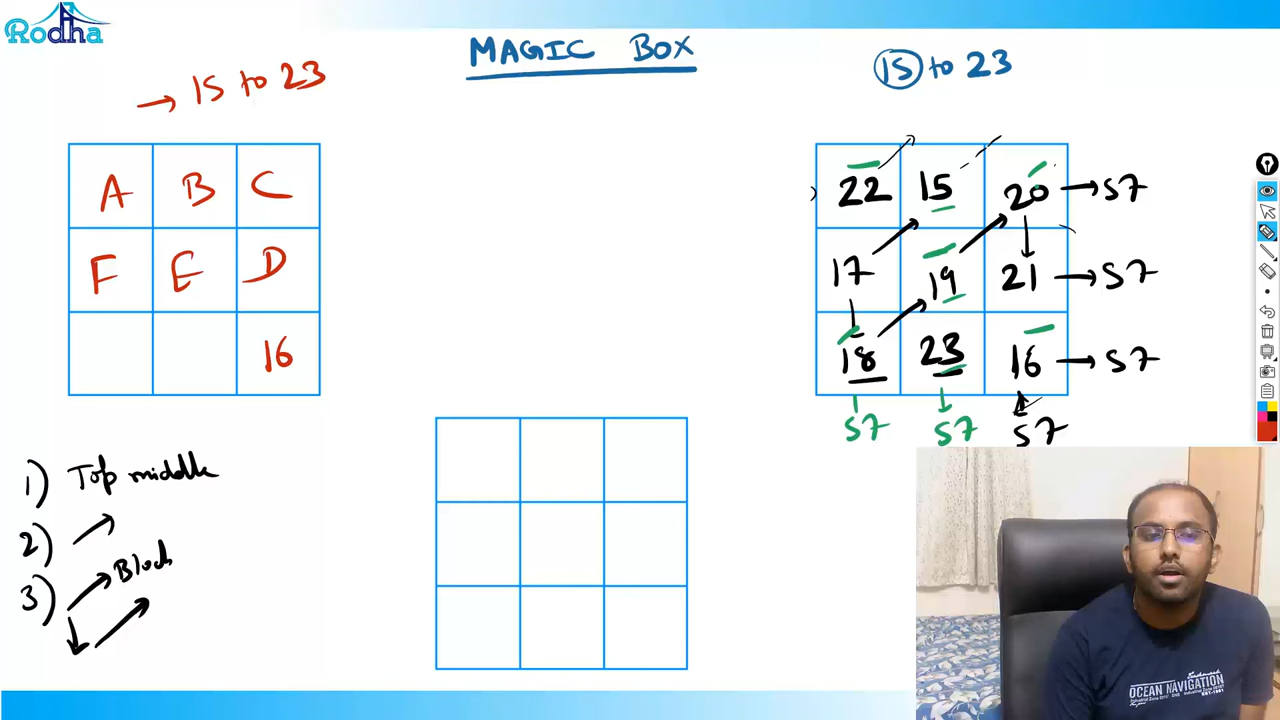 Rodha
MAGIC BOX
→ 15 to 23
15 to 23
A B C
F E D
16
22 15 20 → 57
17 19 21 → 57
18 23 16 → 57
57 57 57
1) Top middle
2)
3) Block
OCEAN NAVIGATION